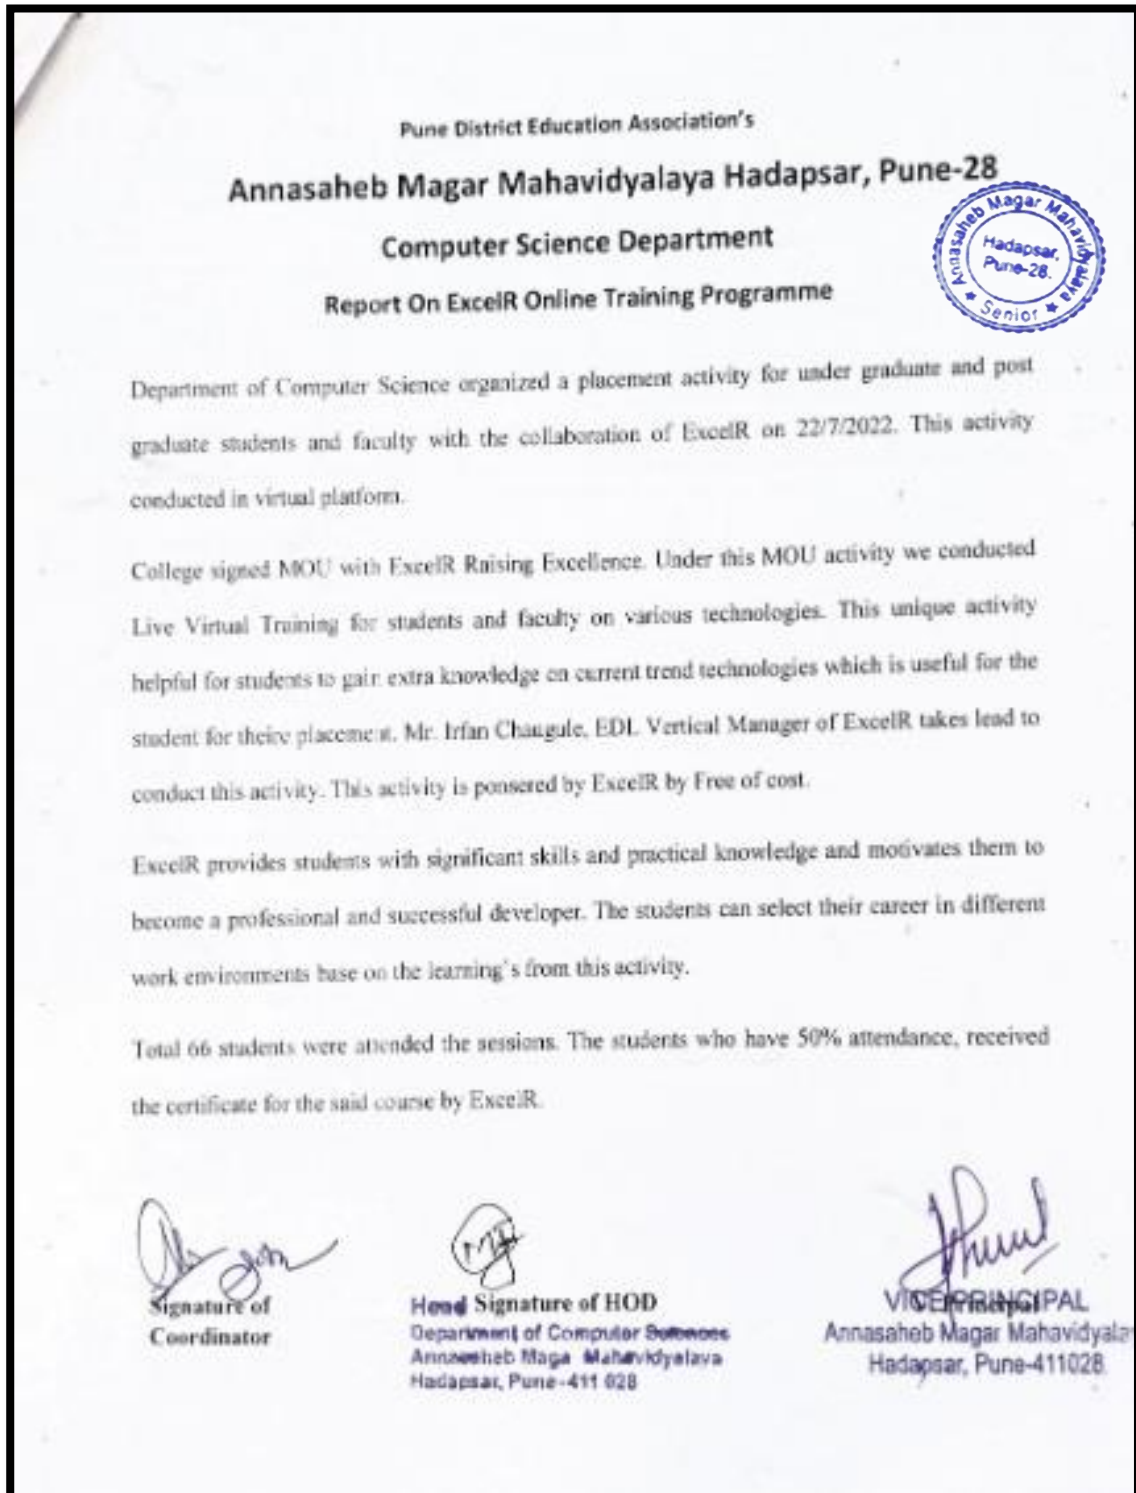 Pune District Education Association's
Annasaheb Magar Mahavidyalaya Hadapsar, Pune-28
Computer Science Department
Report On ExcelR Online Training Programme
Annasaheb Magar Mahavidyalaya
Hadapsar,
Pune-28.
★ Senior ★
Department of Computer Science organized a placement activity for under graduate and post
graduate students and faculty with the collaboration of ExcelR on 22/7/2022. This activity
conducted in virtual platform.
College signed MOU with ExcelR Raising Excellence. Under this MOU activity we conducted
Live Virtual Training for students and faculty on various technologies. This unique activity
helpful for students to gain extra knowledge on current trend technologies which is useful for the
student for theire placement. Mr. Irfan Changule, EDL Vertical Manager of ExcelR takes lead to
conduct this activity. This activity is ponsered by ExcelR by Free of cost.
ExcelR provides students with significant skills and practical knowledge and motivates them to
become a professional and successful developer. The students can select their career in different
work environments base on the learning's from this activity.
Total 66 students were attended the sessions. The students who have 50% attendance, received
the certificate for the said course by ExcelR.
Signature of
Coordinator
Head Signature of HOD
Department of Computer Sciences
Annasaheb Maga Mahavidyalaya
Hadapsar, Pune-411 028
Principal
VICE PRINCIPAL
Annasaheb Magar Mahavidyala
Hadapsar, Pune-411028.